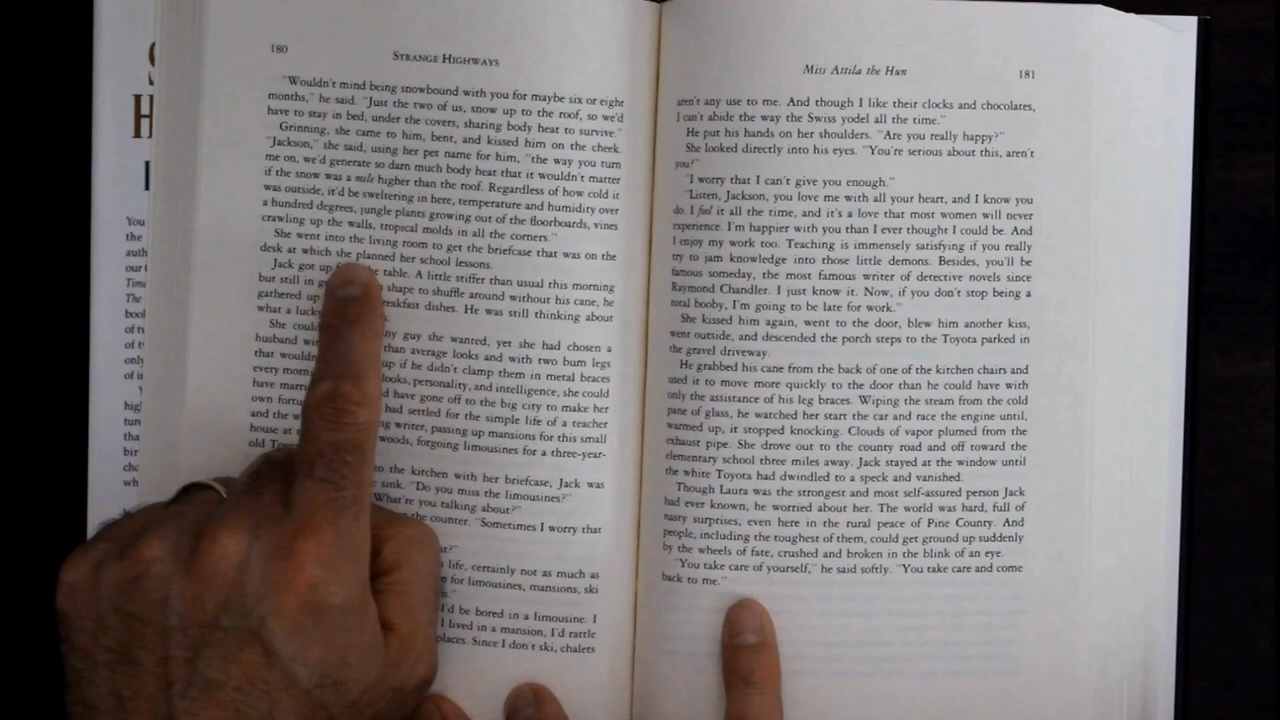 180
STRANGE HIGHWAYS
"Wouldn't mind being snowbound with you for maybe six or eight
months," he said. "Just the two of us, snow up to the roof, so we'd
have to stay in bed, under the covers, sharing body heat to survive."
Grinning, she came to him, bent, and kissed him on the cheek.
"Jackson," she said, using her pet name for him, "the way you turn
me on, we'd generate so darn much body heat that it wouldn't matter
if the snow was a mile higher than the roof. Regardless of how cold it
was outside, it'd be sweltering in here, temperature and humidity over
a hundred degrees, jungle plants growing out of the floorboards, vines
crawling up the walls, tropical molds in all the corners."
She went into the living room to get the briefcase that was on the
desk at which she planned her school lessons.
Jack got up the table. A little stiffer than usual this morning
but still in shape to shuffle around without his cane, he
gathered up breakfast dishes. He was still thinking about
what a lucky
She could any guy she wanted, yet she had chosen a
husband than average looks and with two bum legs
that wouldn up if he didn't clamp them in metal braces
every morn looks, personality, and intelligence, she could
have marri have gone off to the big city to make her
own fortu had settled for the simple life of a teacher
and the w ng writer, passing up mansions for this small
house at woods, forgoing limousines for a three-year-
old
to the kitchen with her briefcase, Jack was
sink. "Do you miss the limousines?"
"What're you talking about?"
the counter. "Sometimes I worry that
life, certainly not as much as
for limousines, mansions, ski
I'd be bored in a limousine. I
I lived in a mansion, I'd rattle
places. Since I don't ski, chalets
Miss Attila the Hun
181
aren't any use to me. And though I like their clocks and chocolates,
I can't abide the way the Swiss yodel all the time."
He put his hands on her shoulders. "Are you really happy?"
She looked directly into his eyes. "You're serious about this, aren't
you?"
"I worry that I can't give you enough."
"Listen, Jackson, you love me with all your heart, and I know you
do. I feel it all the time, and it's a love that most women will never
experience. I'm happier with you than I ever thought I could be. And
I enjoy my work too. Teaching is immensely satisfying if you really
try to jam knowledge into those little demons. Besides, you'll be
famous someday, the most famous writer of detective novels since
Raymond Chandler. I just know it. Now, if you don't stop being a
total booby, I'm going to be late for work."
She kissed him again, went to the door, blew him another kiss,
went outside, and descended the porch steps to the Toyota parked in
the gravel driveway.
He grabbed his cane from the back of one of the kitchen chairs and
used it to move more quickly to the door than he could have with
only the assistance of his leg braces. Wiping the steam from the cold
pane of glass, he watched her start the car and race the engine until,
warmed up, it stopped knocking. Clouds of vapor plumed from the
exhaust pipe. She drove out to the county road and off toward the
elementary school three miles away. Jack stayed at the window until
the white Toyota had dwindled to a speck and vanished.
Though Laura was the strongest and most self-assured person Jack
had ever known, he worried about her. The world was hard, full of
nasty surprises, even here in the rural peace of Pine County. And
people, including the toughest of them, could get ground up suddenly
by the wheels of fate, crushed and broken in the blink of an eye.
"You take care of yourself," he said softly. "You take care and come
back to me."